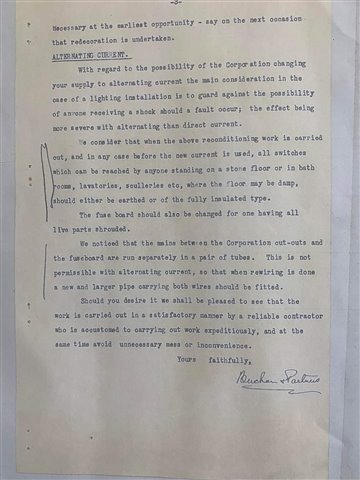 -3-
Necessary at the earliest opportunity - say on the next occasion
that redecoration is undertaken.
ALTERNATING CURRENT.
With regard to the possibility of the Corporation changing
your supply to alternating current the main consideration in the
case of a lighting installation is to guard against the possibility
of anyone receiving a shock should a fault occur; the effect being
more severe with alternating than direct current.
We consider that when the above reconditioning work is carried
out, and in any case before the new current is used, all switches
which can be reached by anyone standing on a stone floor or in bath
rooms, lavatories, sculleries etc, where the floor may be damp,
should either be earthed or of the fully insulated type.
The fuse board should also be changed for one having all
live parts shrouded.
We noticed that the mains between the Corporation cut-outs and
the fuseboard are run separately in a pair of tubes. This is not
permissible with alternating current, so that when rewiring is done
a new and larger pipe carrying both wires should be fitted.
Should you desire it we shall be pleased to see that the
work is carried out in a satisfactory manner by a reliable contractor
who is accustomed to carrying out work expeditiously, and at the
same time avoid unnecessary mess or inconvenience.
Yours faithfully,
Buchan & Partners